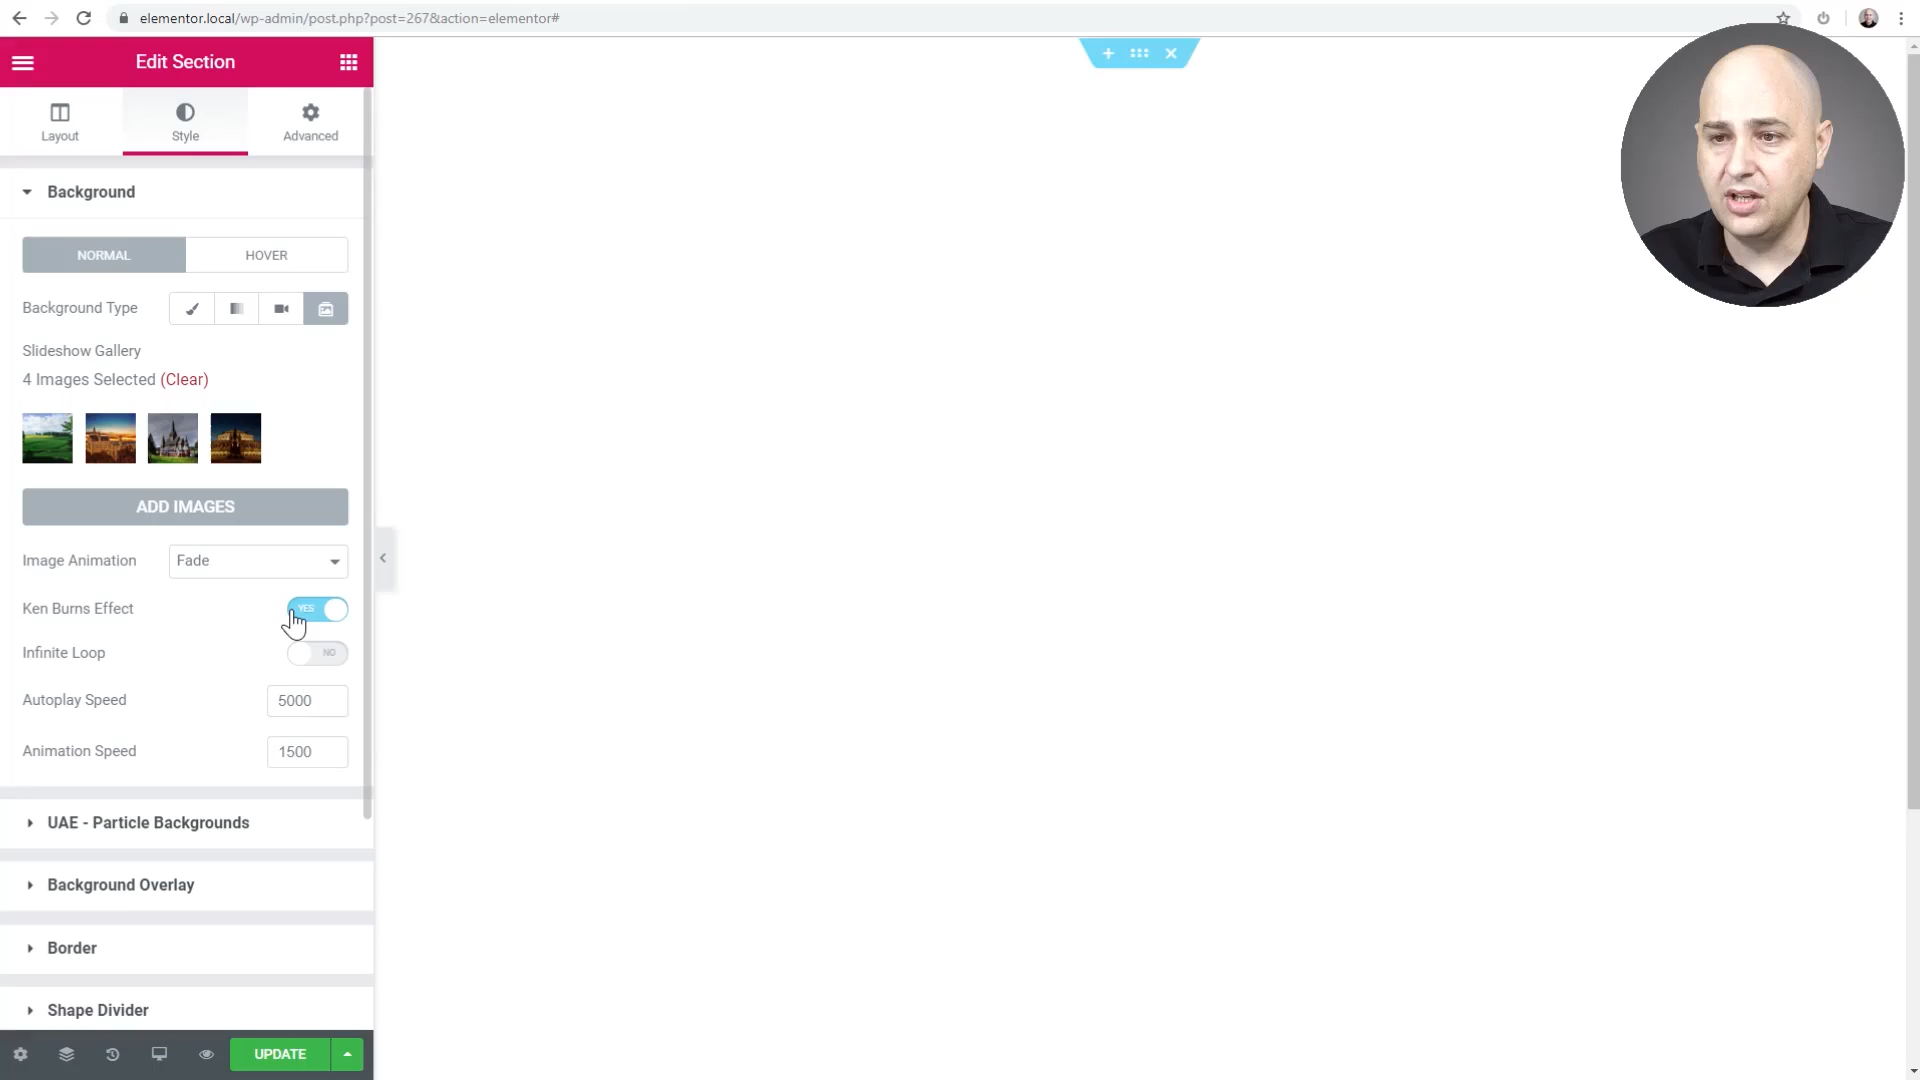 elementor.local/wp-admin/post.php?post=267&action=elementor#
Edit Section
Layout
Style
Advanced
Background
NORMAL
HOVER
Background Type
Slideshow Gallery
4 Images Selected (Clear)
ADD IMAGES
Image Animation
Fade
Ken Burns Effect
YES
Infinite Loop
NO
Autoplay Speed
5000
Animation Speed
1500
UAE - Particle Backgrounds
Background Overlay
Border
Shape Divider
UPDATE